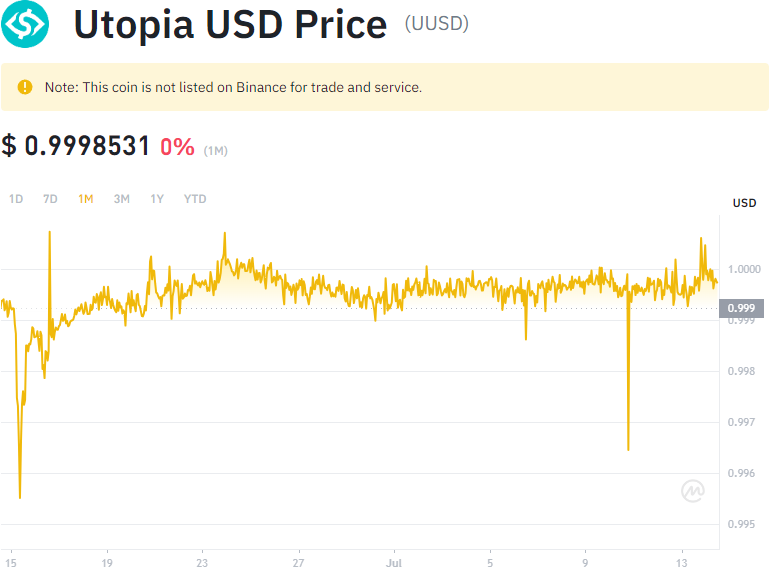 Utopia USD Price (UUSD)
Note: This coin is not listed on Binance for trade and service.
$ 0.9998531 0% (1M)
1D 7D 1M 3M 1Y YTD
USD
1.0000
0.999
0.999
0.998
0.997
0.996
0.995
15 19 23 27 Jul 5 9 13